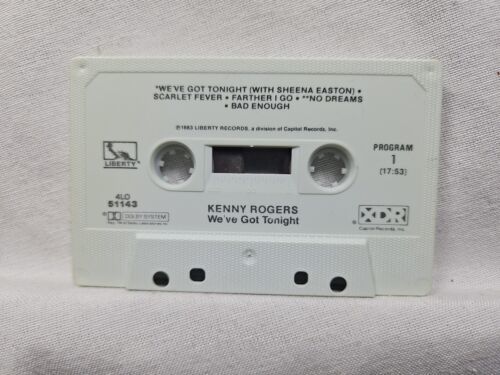 *WE'VE GOT TONIGHT (WITH SHEENA EASTON) •
SCARLET FEVER • FARTHER I GO • **NO DREAMS
• BAD ENOUGH
℗1983 LIBERTY RECORDS, a division of Capitol Records, Inc.
LIBERTY
PROGRAM
1
(17:53)
4LO
51143
KENNY ROGERS
We've Got Tonight
DOLBY SYSTEM
XDR
Capitol Records, Inc.